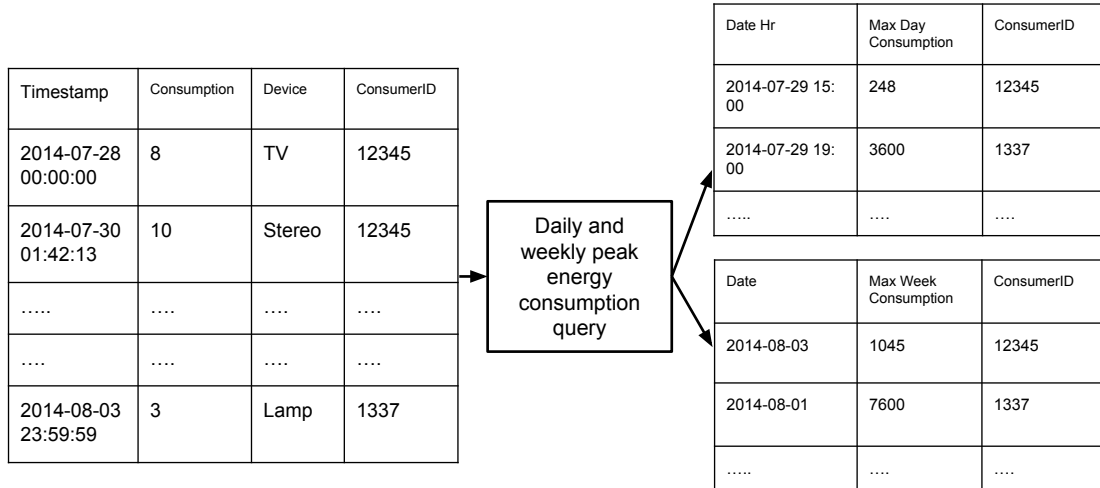 Timestamp Consumption Device ConsumerID
2014-07-28 8 TV 12345
00:00:00
2014-07-30 10 Stereo 12345
01:42:13
….. …. …. ….
…. …. …. ….
2014-08-03 3 Lamp 1337
23:59:59
Daily and
weekly peak
energy
consumption
query
Date Hr Max Day ConsumerID
Consumption
2014-07-29 15: 248 12345
00
2014-07-29 19: 3600 1337
00
….. …. ….
Date Max Week ConsumerID
Consumption
2014-08-03 1045 12345
2014-08-01 7600 1337
….. …. ….